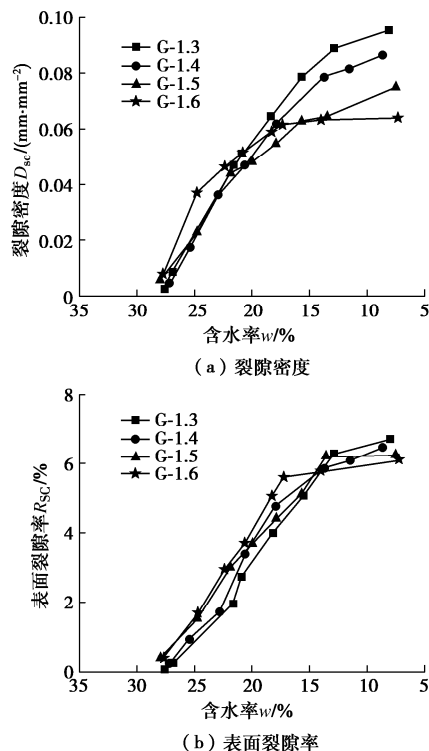 0.10
0.08
0.06
0.04
0.02
0
裂隙密度Dsc/(mm·mm⁻²)
G-1.3
G-1.4
G-1.5
G-1.6
35 30 25 20 15 10 5
含水率w/%
(a)裂隙密度
8
6
4
2
0
表面裂隙率RSC/%
G-1.3
G-1.4
G-1.5
G-1.6
35 30 25 20 15 10 5
含水率w/%
(b)表面裂隙率